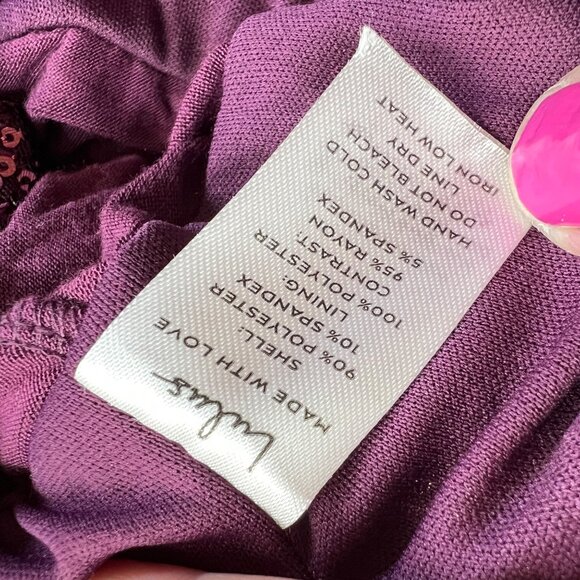 lulus
MADE WITH LOVE
SHELL:
90% POLYESTER
10% SPANDEX
LINING:
100% POLYESTER
CONTRAST:
95% RAYON
5% SPANDEX
HAND WASH COLD
DO NOT BLEACH
LINE DRY
IRON LOW HEAT